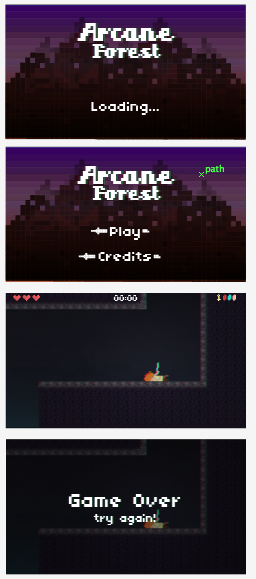 Arcane
Forest
Loading...
Arcane
Forest
path
Play
Credits
00:00
Game Over
try again!